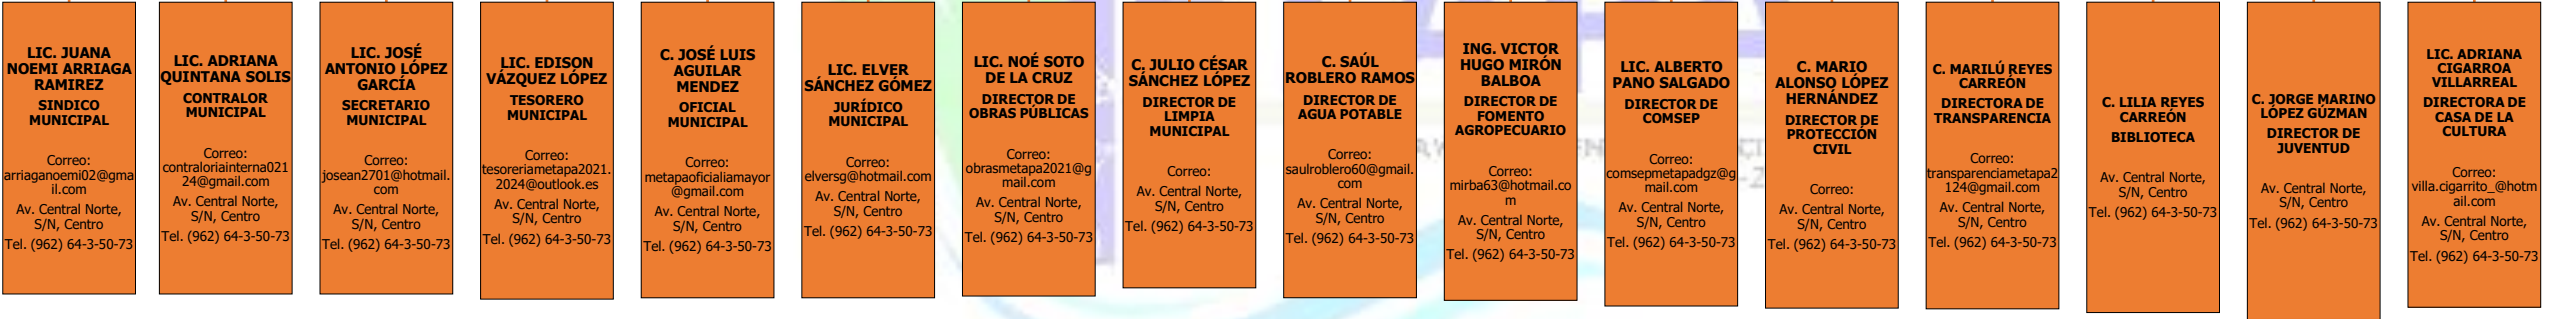 LIC. JUANA
NOEMI ARRIAGA
RAMIREZ
SINDICO
MUNICIPAL
Correo:
arriaganoemi02@gma
il.com
Av. Central Norte,
S/N, Centro
Tel. (962) 64-3-50-73
LIC. ADRIANA
QUINTANA SOLIS
CONTRALOR
MUNICIPAL
Correo:
contraloriainterna021
24@gmail.com
Av. Central Norte,
S/N, Centro
Tel. (962) 64-3-50-73
LIC. JOSÉ
ANTONIO LÓPEZ
GARCÍA
SECRETARIO
MUNICIPAL
Correo:
josean2701@hotmail.
com
Av. Central Norte,
S/N, Centro
Tel. (962) 64-3-50-73
LIC. EDISON
VÁZQUEZ LÓPEZ
TESORERO
MUNICIPAL
Correo:
tesoreriametapa2021.
2024@outlook.es
Av. Central Norte,
S/N, Centro
Tel. (962) 64-3-50-73
C. JOSÉ LUIS
AGUILAR
MENDEZ
OFICIAL
MUNICIPAL
Correo:
metapaoficialiamayor
@gmail.com
Av. Central Norte,
S/N, Centro
Tel. (962) 64-3-50-73
LIC. ELVER
SÁNCHEZ GÓMEZ
JURÍDICO
MUNICIPAL
Correo:
elversg@hotmail.com
Av. Central Norte,
S/N, Centro
Tel. (962) 64-3-50-73
LIC. NOÉ SOTO
DE LA CRUZ
DIRECTOR DE
OBRAS PÚBLICAS
Correo:
obrasmetapa2021@g
mail.com
Av. Central Norte,
S/N, Centro
Tel. (962) 64-3-50-73
C. JULIO CÉSAR
SÁNCHEZ LÓPEZ
DIRECTOR DE
LIMPIA
MUNICIPAL
Correo:
Av. Central Norte,
S/N, Centro
Tel. (962) 64-3-50-73
C. SAÚL
ROBLERO RAMOS
DIRECTOR DE
AGUA POTABLE
Correo:
saulroblero60@gmail.
com
Av. Central Norte,
S/N, Centro
Tel. (962) 64-3-50-73
ING. VICTOR
HUGO MIRÓN
BALBOA
DIRECTOR DE
FOMENTO
AGROPECUARIO
Correo:
mirba63@hotmail.co
m
Av. Central Norte,
S/N, Centro
Tel. (962) 64-3-50-73
LIC. ALBERTO
PANO SALGADO
DIRECTOR DE
COMSEP
Correo:
comsepmetapadgz@g
mail.com
Av. Central Norte,
S/N, Centro
Tel. (962) 64-3-50-73
C. MARIO
ALONSO LÓPEZ
HERNÁNDEZ
DIRECTOR DE
PROTECCIÓN
CIVIL
Correo:
Av. Central Norte,
S/N, Centro
Tel. (962) 64-3-50-73
C. MARILÚ REYES
CARREÓN
DIRECTORA DE
TRANSPARENCIA
Correo:
transparenciametapa2
124@gmail.com
Av. Central Norte,
S/N, Centro
Tel. (962) 64-3-50-73
C. LILIA REYES
CARREÓN
BIBLIOTECA
Av. Central Norte,
S/N, Centro
Tel. (962) 64-3-50-73
C. JORGE MARINO
LÓPEZ GÚZMAN
DIRECTOR DE
JUVENTUD
Av. Central Norte,
S/N, Centro
Tel. (962) 64-3-50-73
LIC. ADRIANA
CIGARROA
VILLARREAL
DIRECTORA DE
CASA DE LA
CULTURA
Correo:
villa.cigarrito_@hotm
ail.com
Av. Central Norte,
S/N, Centro
Tel. (962) 64-3-50-73